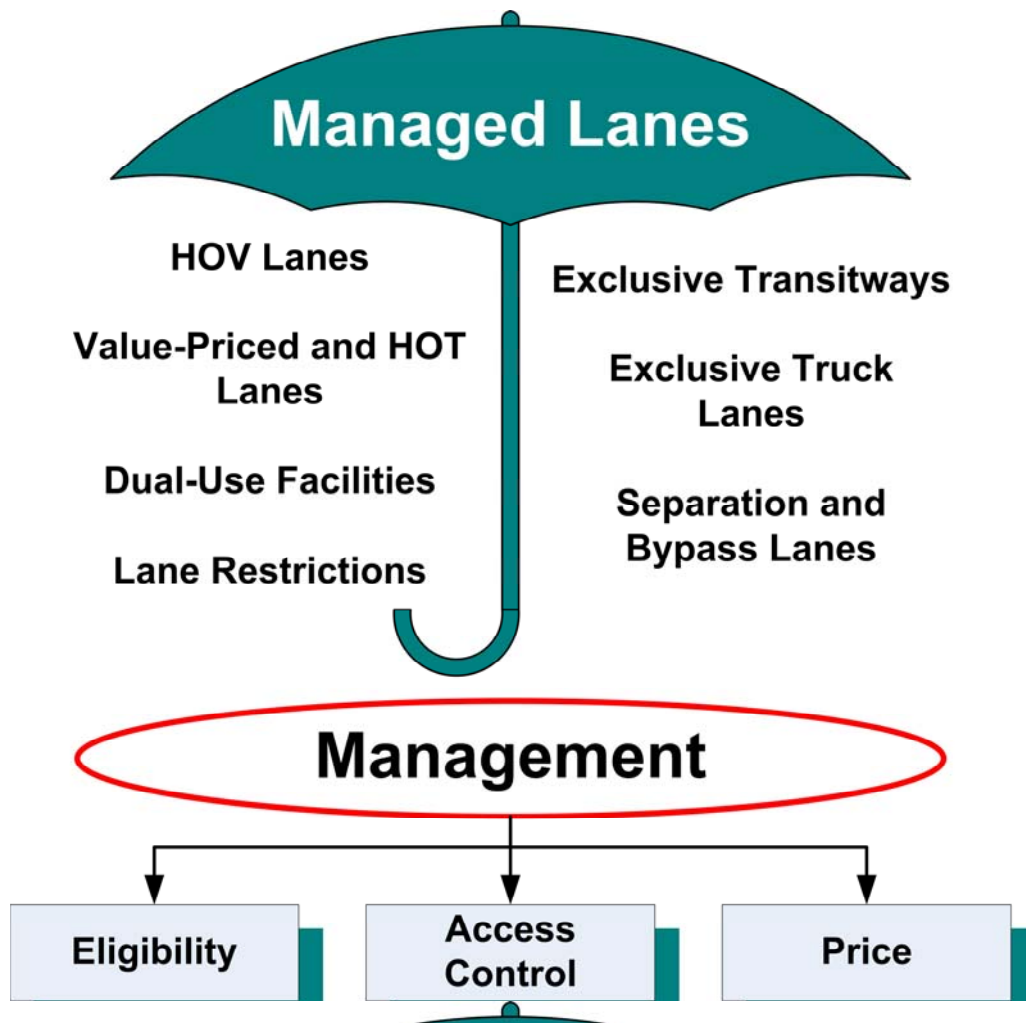 Managed Lanes
HOV Lanes
Value-Priced and HOT
Lanes
Dual-Use Facilities
Lane Restrictions
Exclusive Transitways
Exclusive Truck
Lanes
Separation and
Bypass Lanes
Management
Eligibility
Access
Control
Price